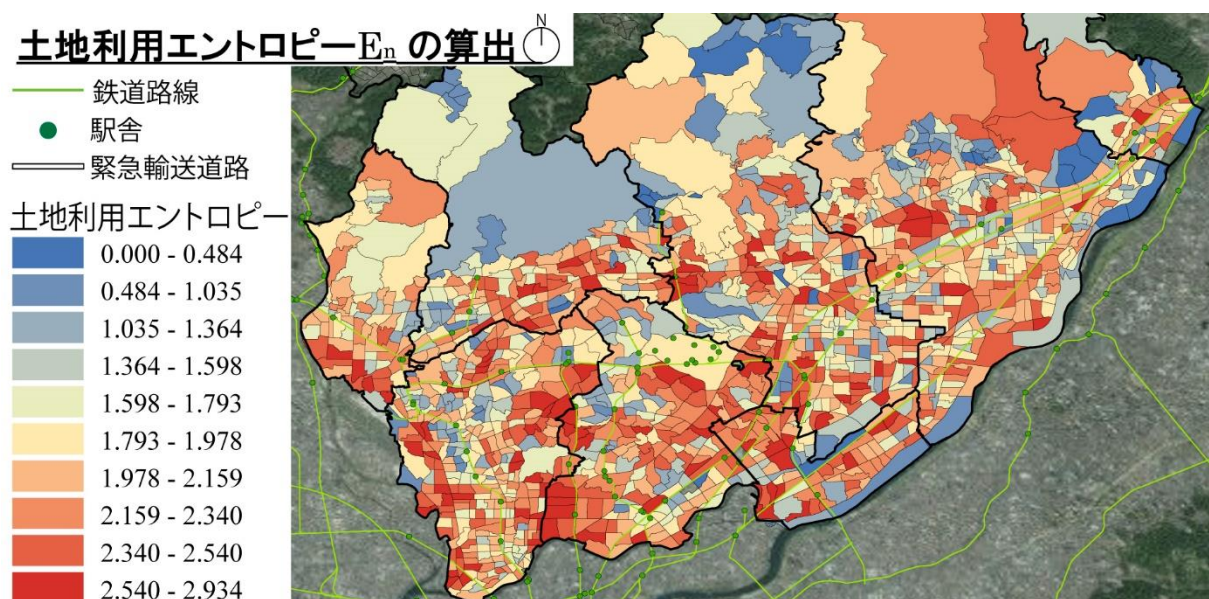 土地利用エントロピーEn の算出
N
鉄道路線
駅舎
緊急輸送道路
土地利用エントロピー
0.000 - 0.484
0.484 - 1.035
1.035 - 1.364
1.364 - 1.598
1.598 - 1.793
1.793 - 1.978
1.978 - 2.159
2.159 - 2.340
2.340 - 2.540
2.540 - 2.934